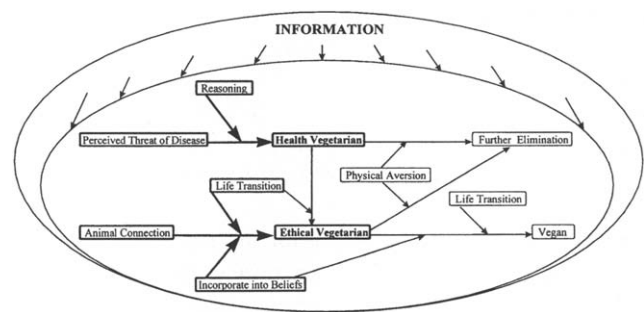 INFORMATION
Reasoning
Perceived Threat of Disease
Health Vegetarian
Further Elimination
Physical Aversion
Life Transition
Life Transition
Animal Connection
Ethical Vegetarian
Vegan
Incorporate into Beliefs